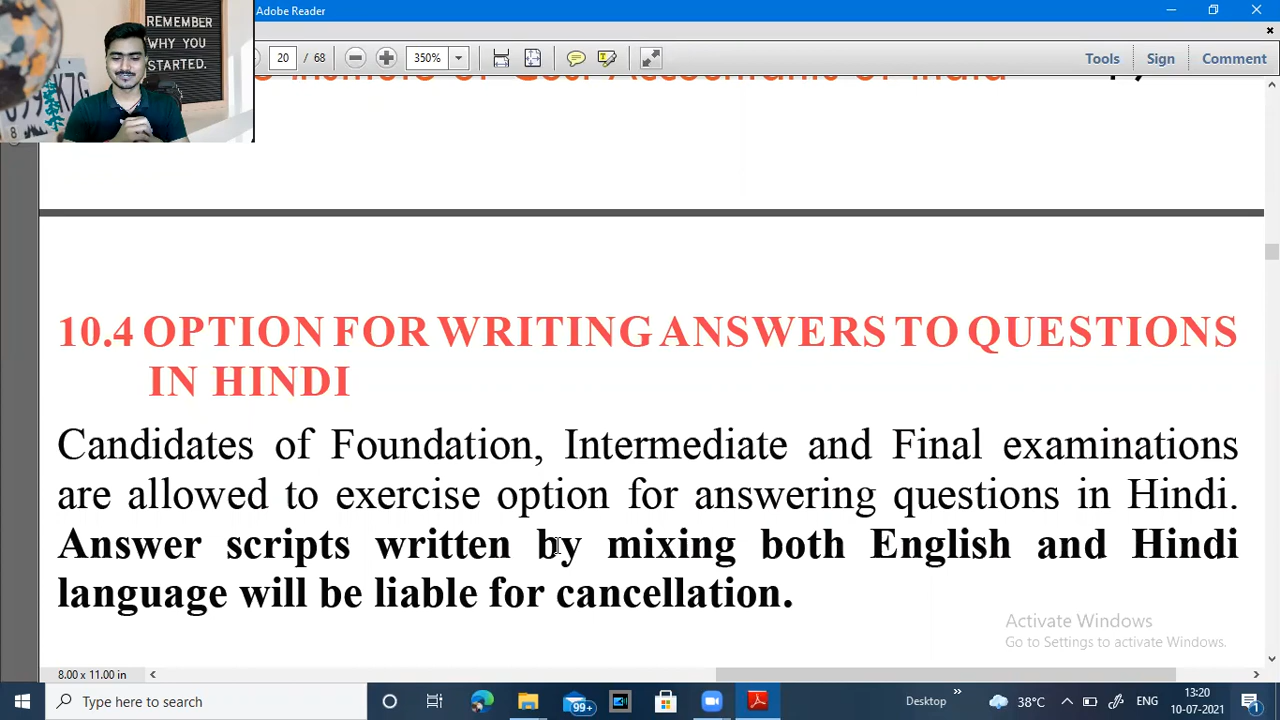 Adobe Reader
REMEMBER
WHY YOU
STARTED.
20 / 68
350%
Tools
Sign
Comment
Accountants of
10.4 OPTION FOR WRITING ANSWERS TO QUESTIONS
IN HINDI
Candidates of Foundation, Intermediate and Final examinations
are allowed to exercise option for answering questions in Hindi.
Answer scripts written by mixing both English and Hindi
language will be liable for cancellation.
Activate Windows
Go to Settings to activate Windows.
8.00 x 11.00 in
Type here to search
99+
Desktop
38°C
ENG
13:20
10-07-2021
1